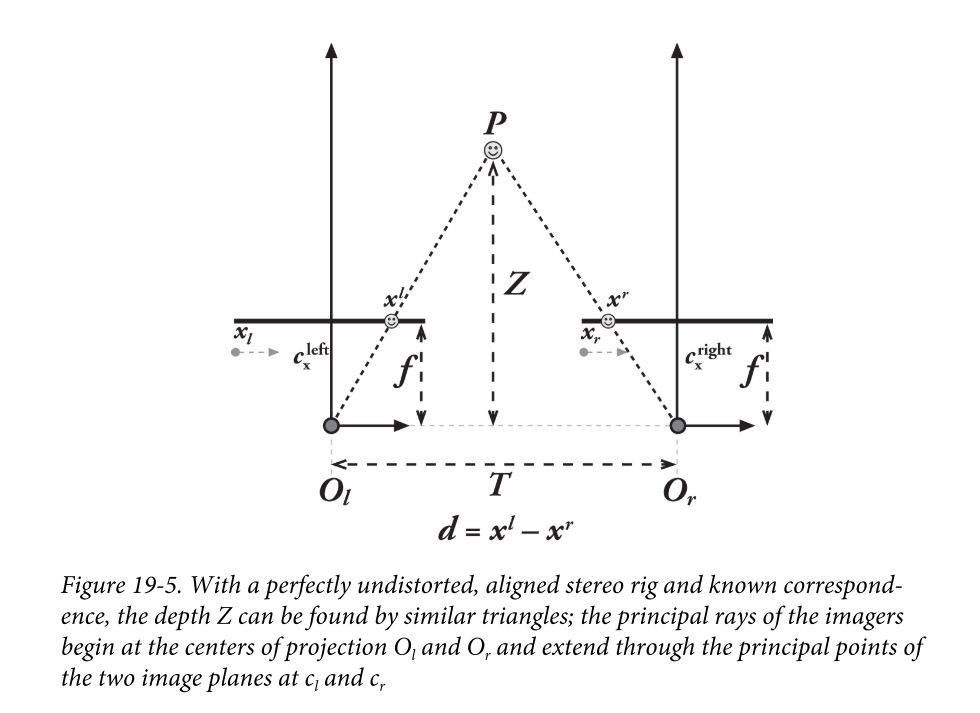 P
Z
x^l
x^r
x_l
x_r
c_x^left
c_x^right
f
f
T
O_l
O_r
d = x^l – x^r
Figure 19-5. With a perfectly undistorted, aligned stereo rig and known correspond-
ence, the depth Z can be found by similar triangles; the principal rays of the imagers
begin at the centers of projection O_l and O_r and extend through the principal points of
the two image planes at c_l and c_r